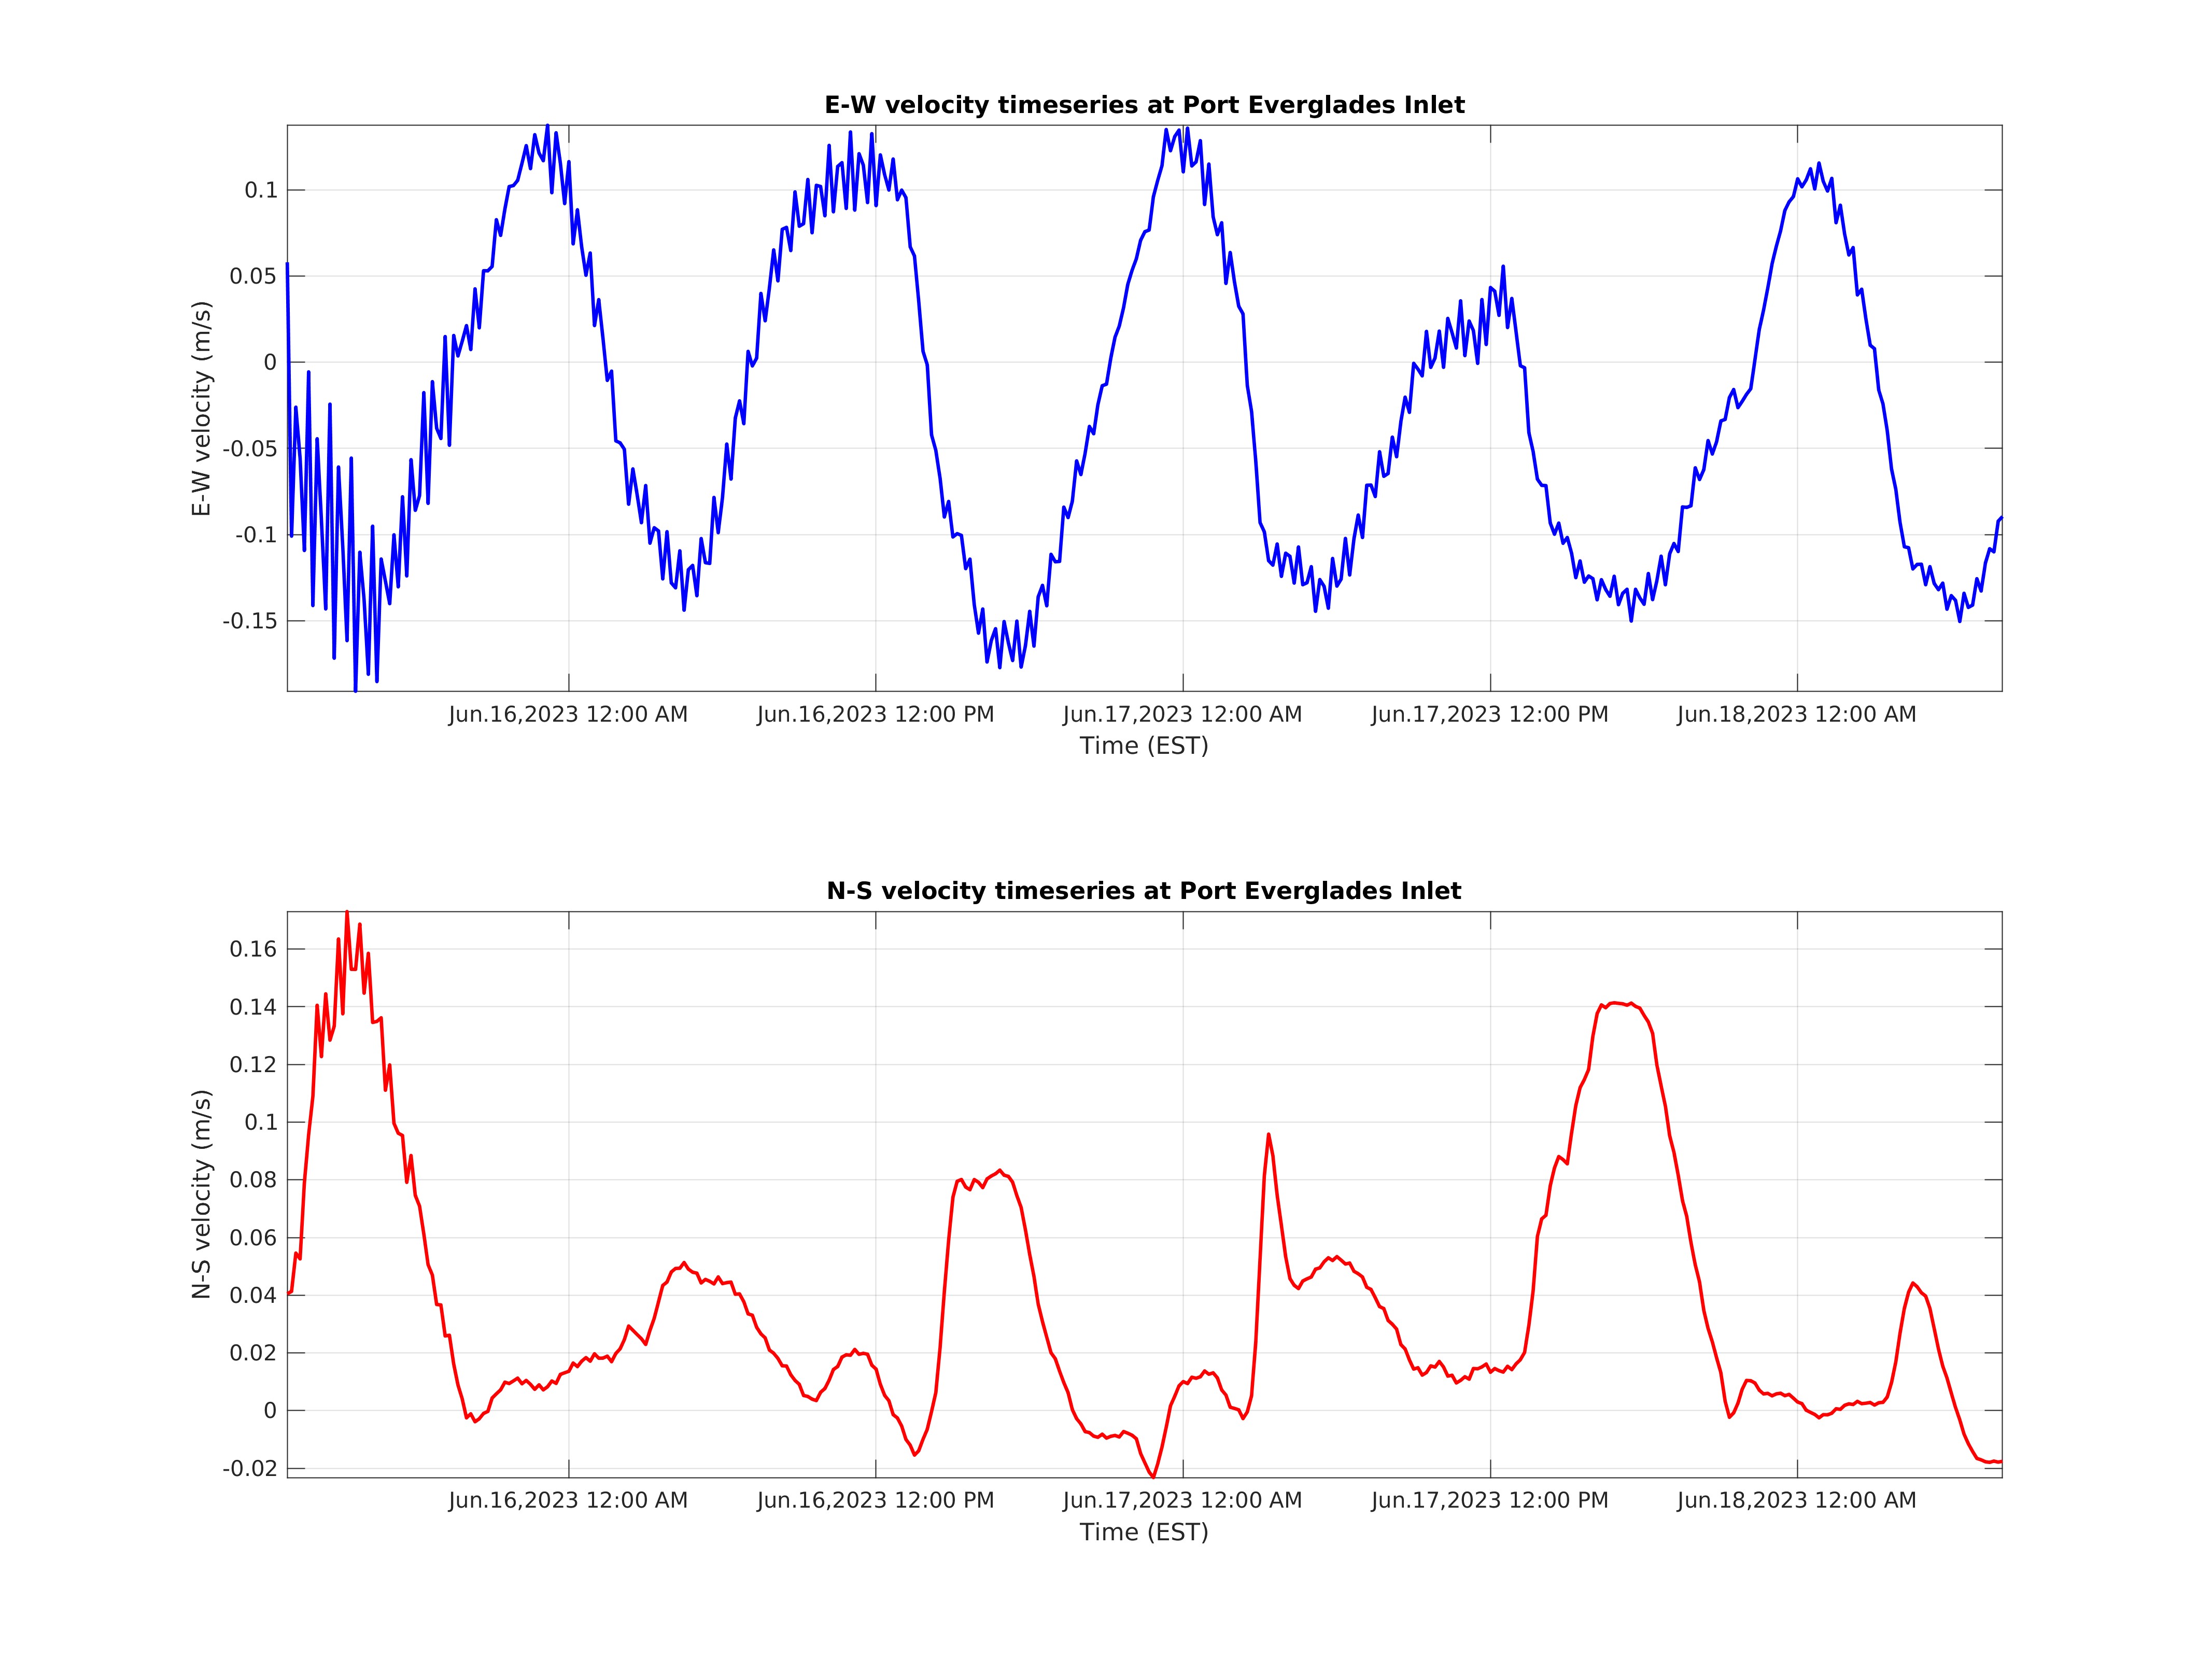 E-W velocity timeseries at Port Everglades Inlet
E-W velocity (m/s)
0.1
0.05
0
-0.05
-0.1
-0.15
Jun.16,2023 12:00 AM
Jun.16,2023 12:00 PM
Jun.17,2023 12:00 AM
Jun.17,2023 12:00 PM
Jun.18,2023 12:00 AM
Time (EST)
N-S velocity timeseries at Port Everglades Inlet
N-S velocity (m/s)
0.16
0.14
0.12
0.1
0.08
0.06
0.04
0.02
0
-0.02
Jun.16,2023 12:00 AM
Jun.16,2023 12:00 PM
Jun.17,2023 12:00 AM
Jun.17,2023 12:00 PM
Jun.18,2023 12:00 AM
Time (EST)